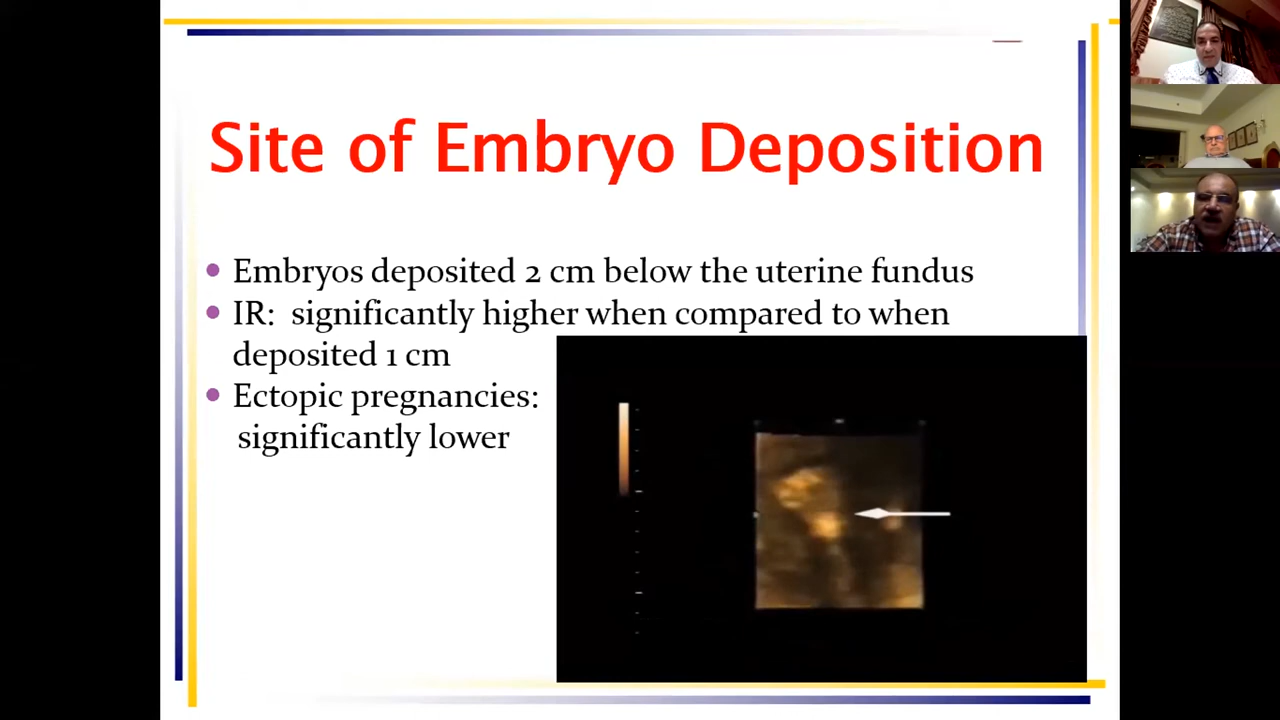 Site of Embryo Deposition
Embryos deposited 2 cm below the uterine fundus
IR: significantly higher when compared to when
deposited 1 cm
Ectopic pregnancies:
significantly lower